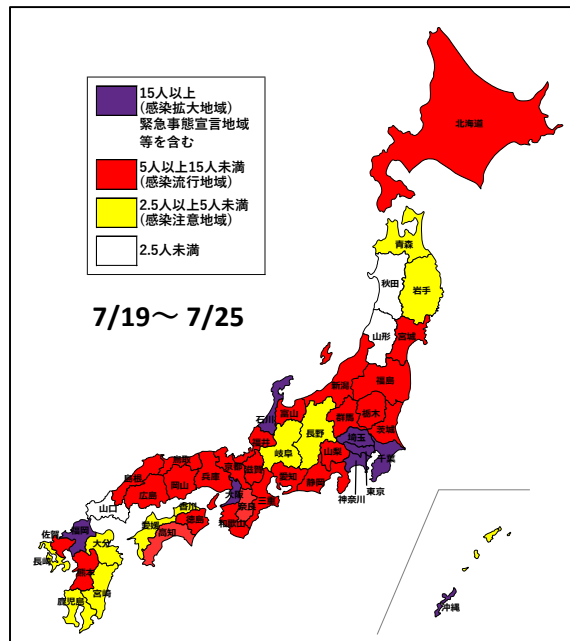 15人以上
(感染拡大地域)
緊急事態宣言地域
等を含む
5人以上15人未満
(感染流行地域)
2.5人以上5人未満
(感染注意地域)
2.5人未満
7/19～ 7/25
北海道
青森
秋田
岩手
山形
宮城
新潟
福島
石川
富山
群馬
栃木
茨城
福井
長野
埼玉
千葉
岐阜
山梨
東京
神奈川
愛知
静岡
鳥取
京都
滋賀
島根
兵庫
岡山
広島
大阪
奈良
三重
和歌山
山口
香川
徳島
愛媛
高知
福岡
佐賀
大分
長崎
熊本
宮崎
鹿児島
沖縄